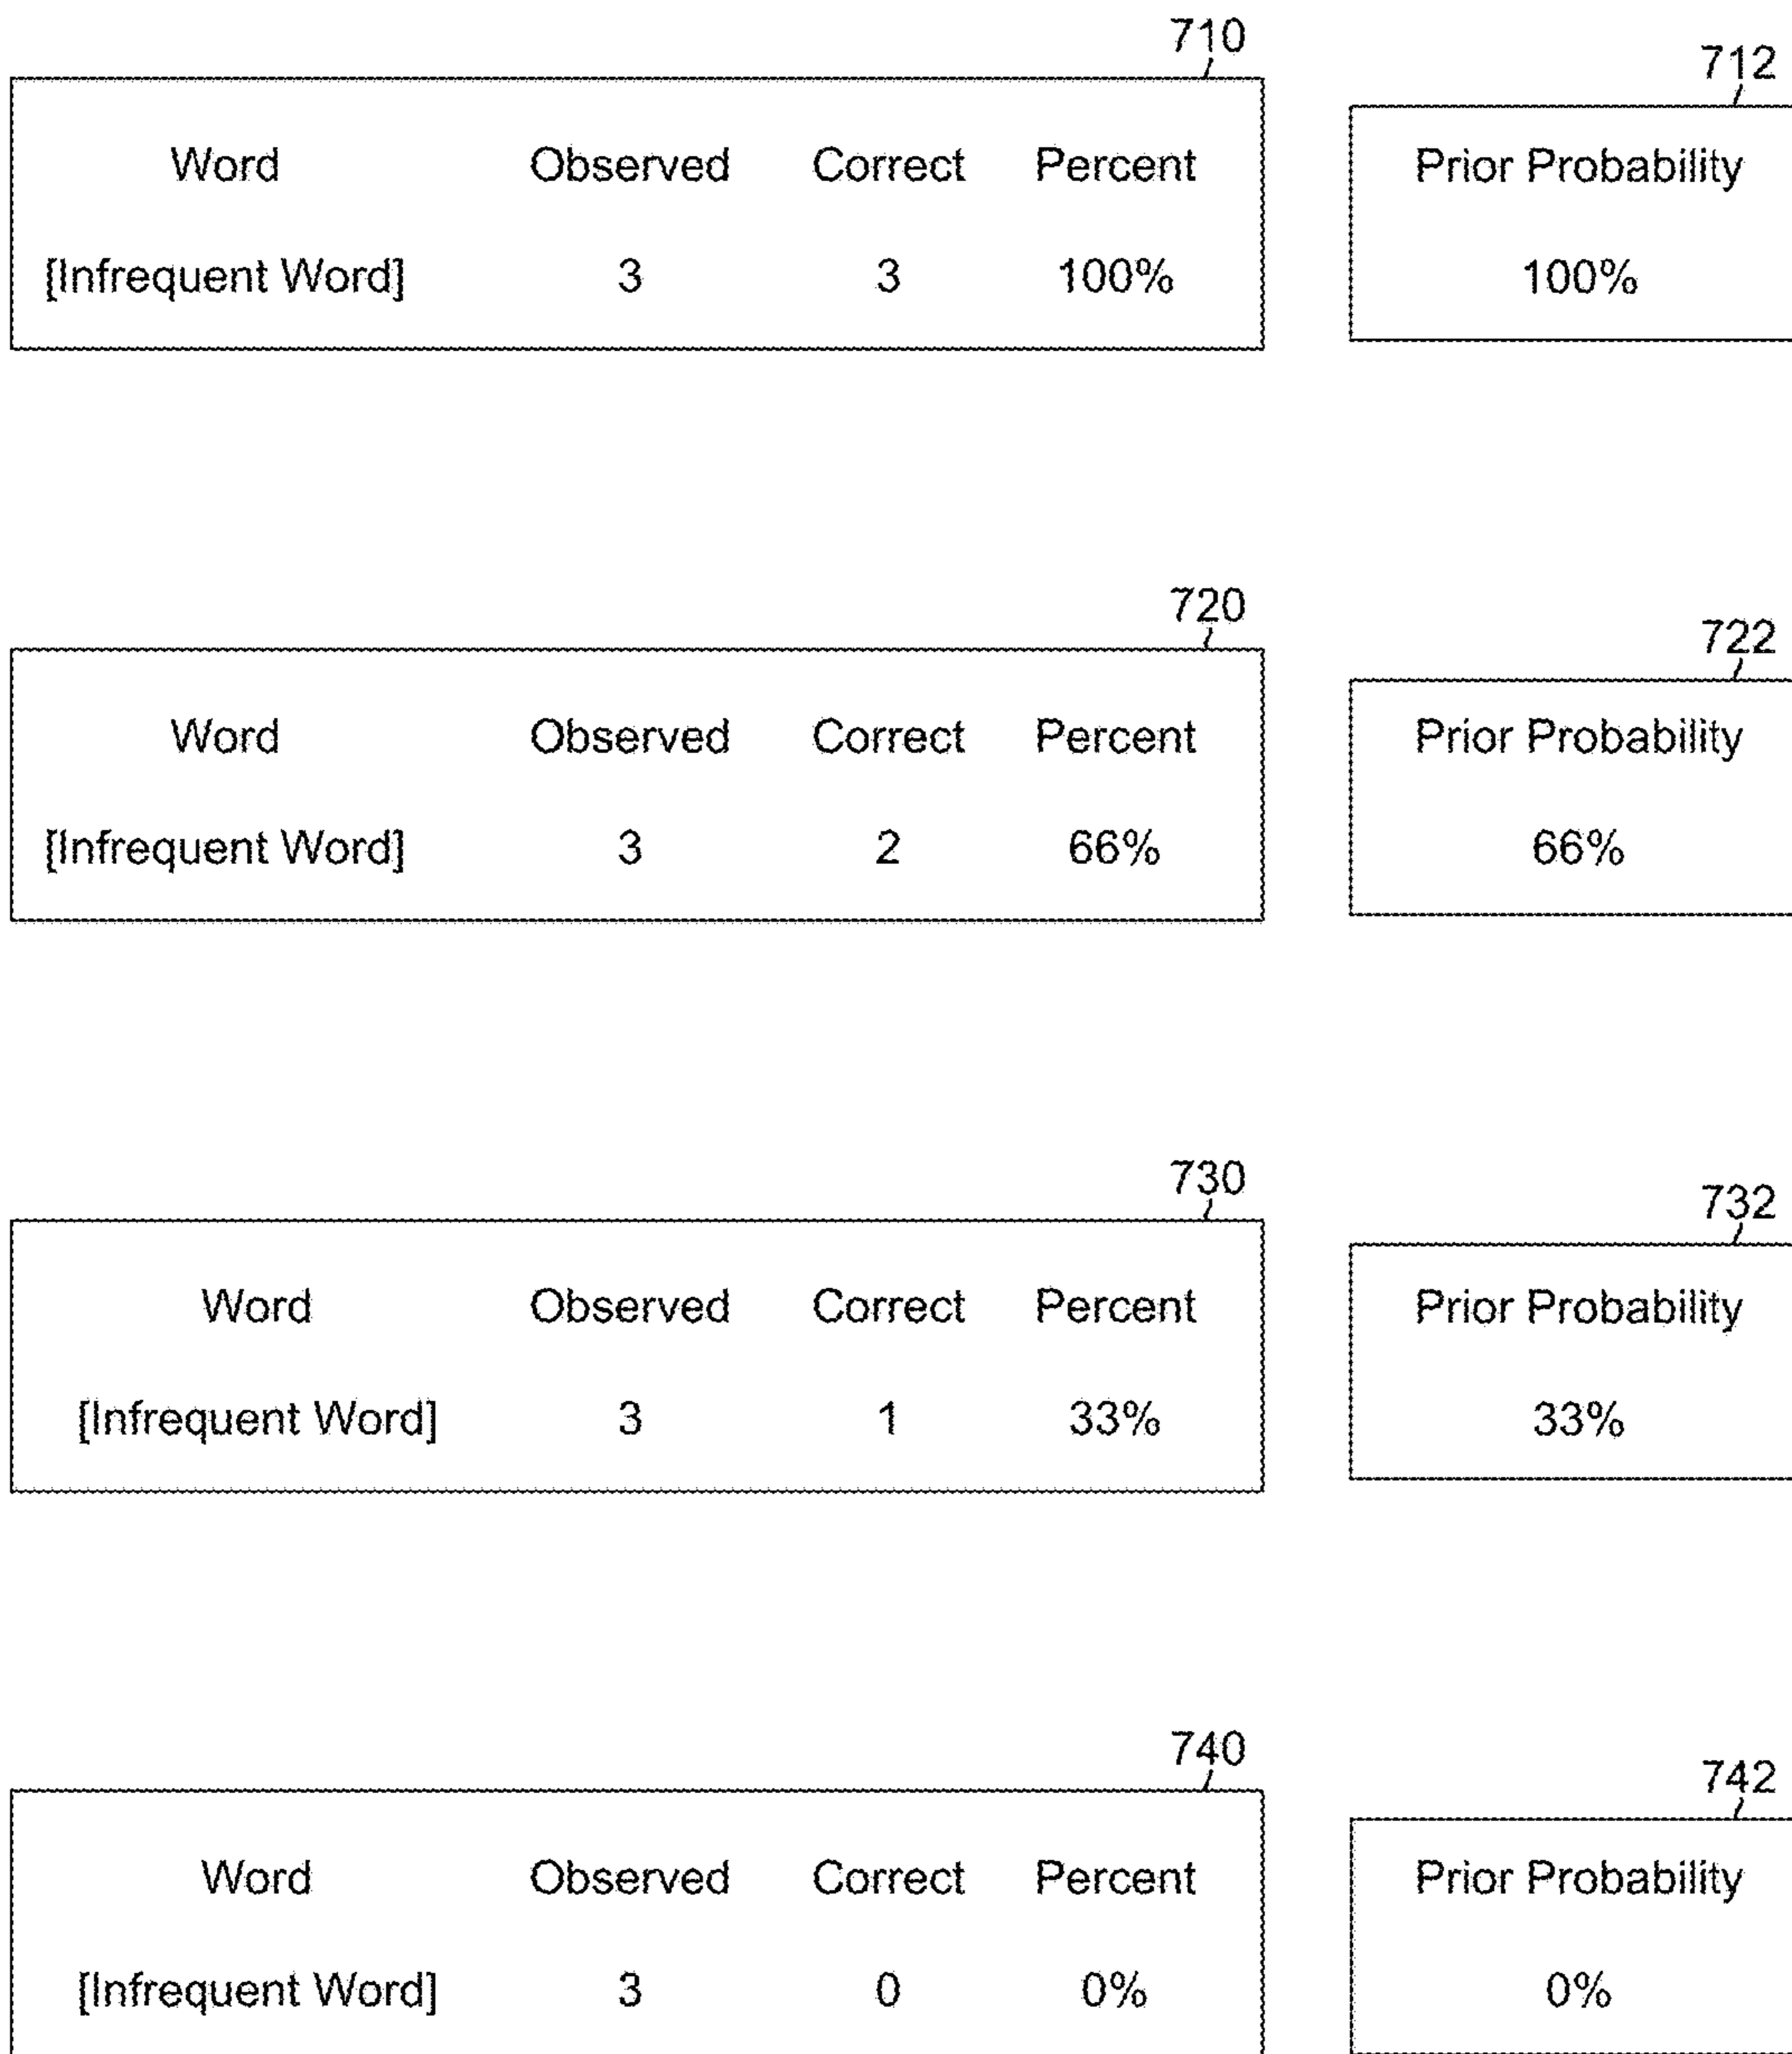 710
712
Word Observed Correct Percent Prior Probability
[Infrequent Word] 3 3 100% 100%
720
722
Word Observed Correct Percent Prior Probability
[Infrequent Word] 3 2 66% 66%
730
732
Word Observed Correct Percent Prior Probability
[Infrequent Word] 3 1 33% 33%
740
742
Word Observed Correct Percent Prior Probability
[Infrequent Word] 3 0 0% 0%